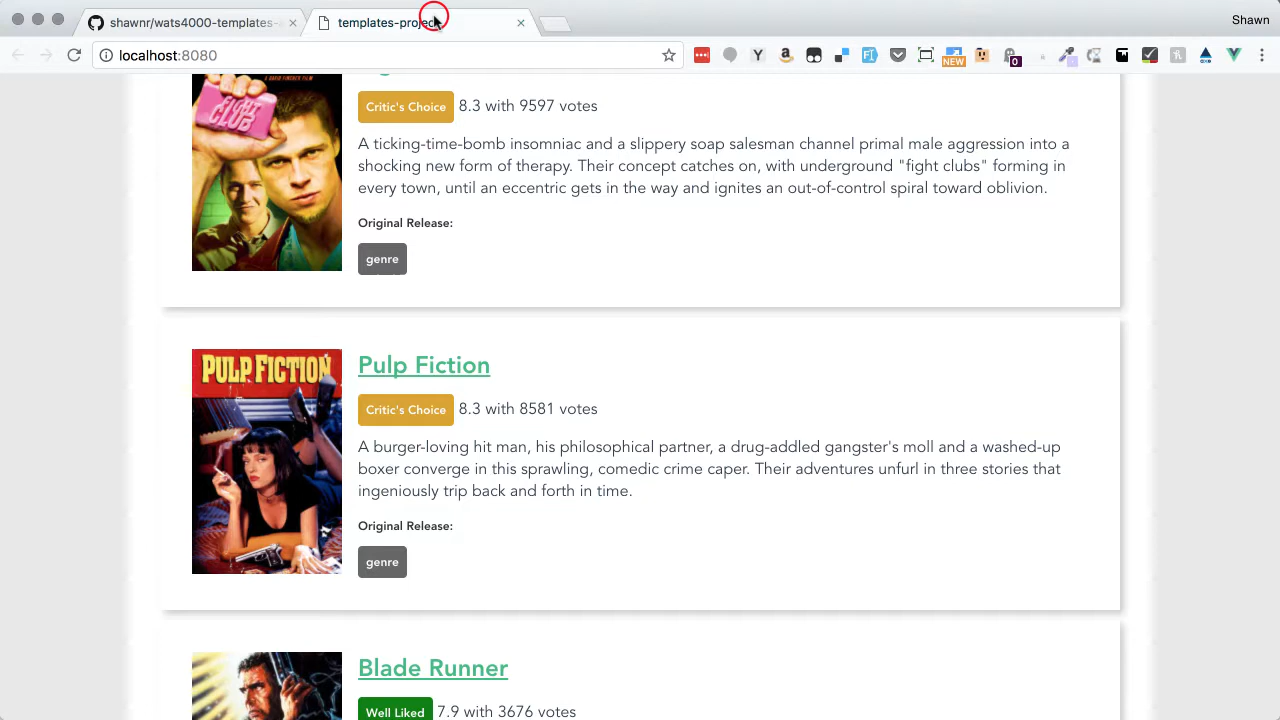 shawnr/wats4000-templates-
templates-project
Shawn
localhost:8080
NEW
0
FIGHT
CLUB
Critic's Choice 8.3 with 9597 votes
A ticking-time-bomb insomniac and a slippery soap salesman channel primal male aggression into a
shocking new form of therapy. Their concept catches on, with underground "fight clubs" forming in
every town, until an eccentric gets in the way and ignites an out-of-control spiral toward oblivion.
Original Release:
genre
PULP FICTION
Pulp Fiction
Critic's Choice 8.3 with 8581 votes
A burger-loving hit man, his philosophical partner, a drug-addled gangster's moll and a washed-up
boxer converge in this sprawling, comedic crime caper. Their adventures unfurl in three stories that
ingeniously trip back and forth in time.
Original Release:
genre
Blade Runner
Well Liked 7.9 with 3676 votes